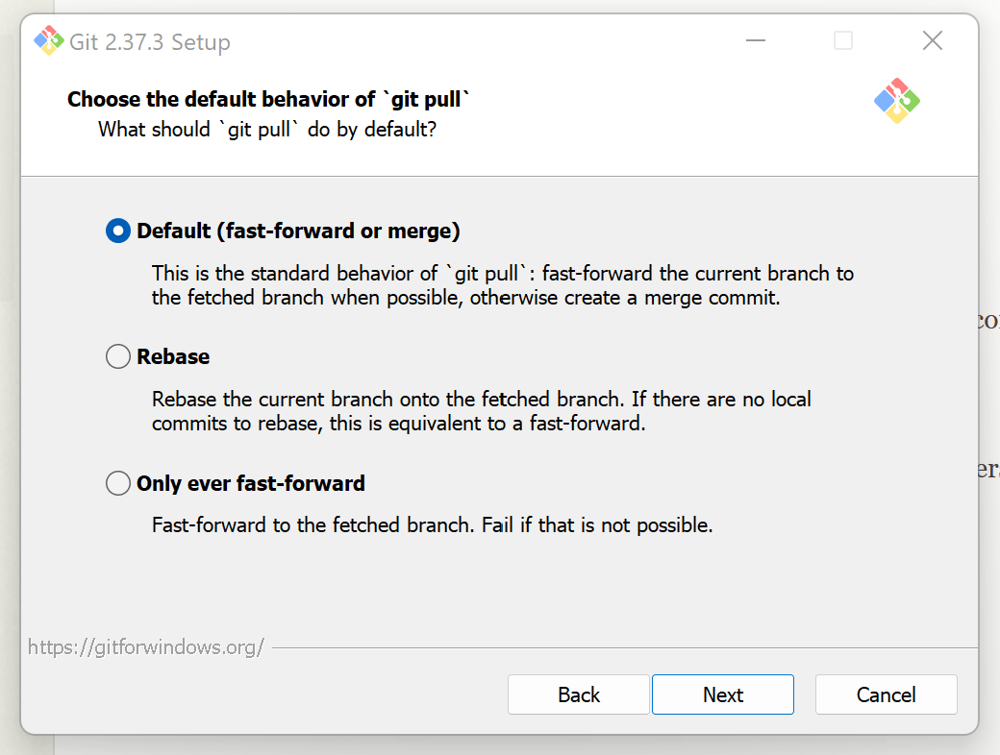 Git 2.37.3 Setup
Choose the default behavior of `git pull`
What should `git pull` do by default?
Default (fast-forward or merge)
This is the standard behavior of `git pull`: fast-forward the current branch to
the fetched branch when possible, otherwise create a merge commit.
Rebase
Rebase the current branch onto the fetched branch. If there are no local
commits to rebase, this is equivalent to a fast-forward.
Only ever fast-forward
Fast-forward to the fetched branch. Fail if that is not possible.
https://gitforwindows.org/
Back Next Cancel